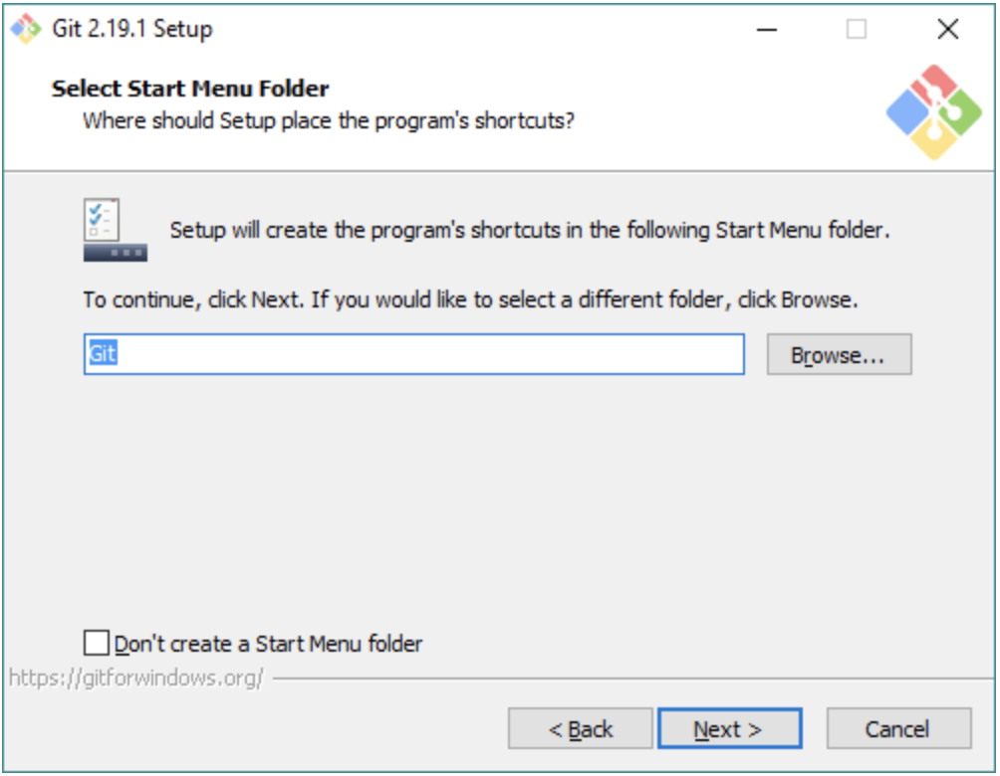 Git 2.19.1 Setup
Select Start Menu Folder
Where should Setup place the program's shortcuts?
Setup will create the program's shortcuts in the following Start Menu folder.
To continue, click Next. If you would like to select a different folder, click Browse.
Git
Browse...
Don't create a Start Menu folder
https://gitforwindows.org/
< Back
Next >
Cancel